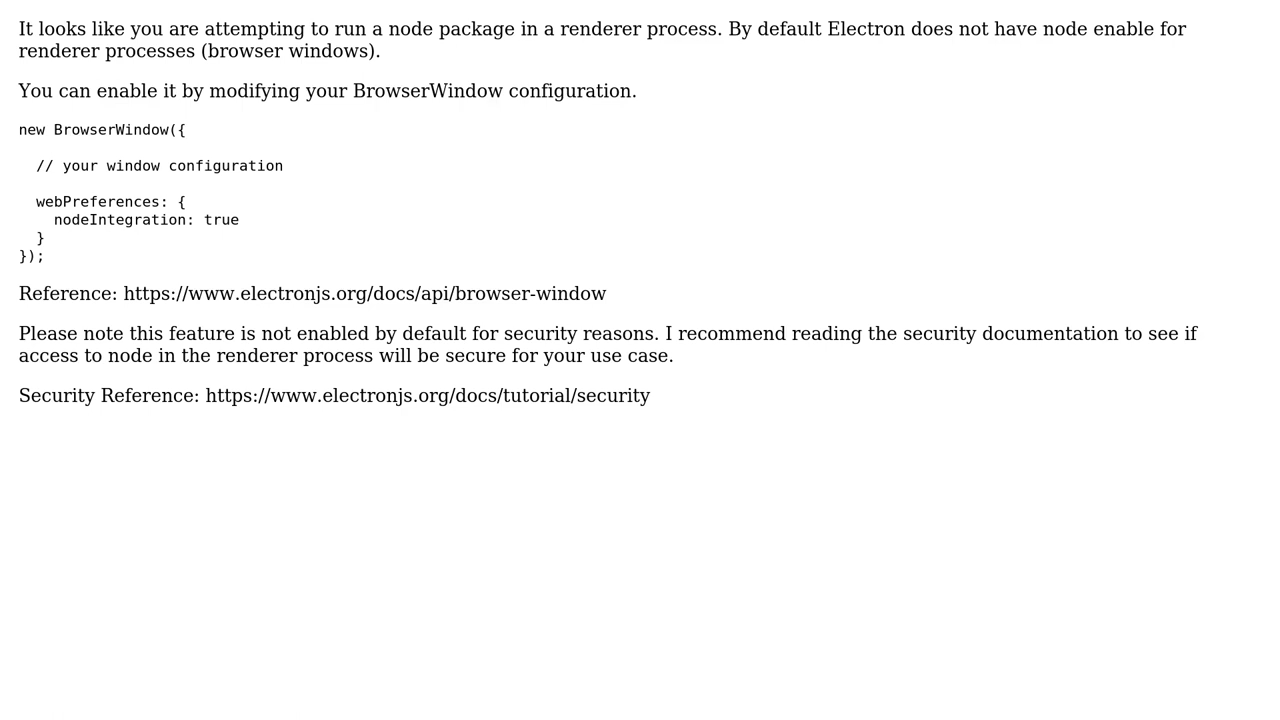 It looks like you are attempting to run a node package in a renderer process. By default Electron does not have node enable for
renderer processes (browser windows).
You can enable it by modifying your BrowserWindow configuration.
new BrowserWindow({
  // your window configuration
  webPreferences: {
    nodeIntegration: true
  }
});
Reference: https://www.electronjs.org/docs/api/browser-window
Please note this feature is not enabled by default for security reasons. I recommend reading the security documentation to see if
access to node in the renderer process will be secure for your use case.
Security Reference: https://www.electronjs.org/docs/tutorial/security